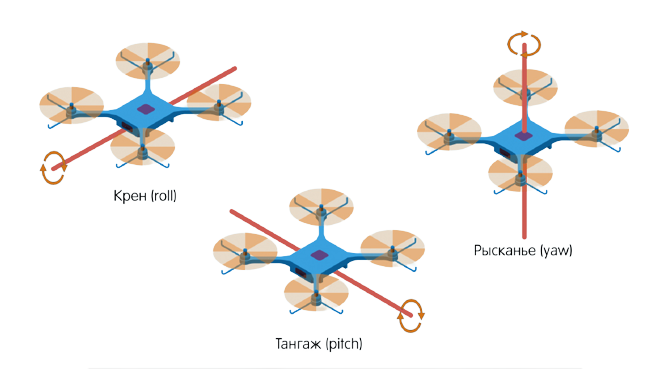 Крен (roll)
Рысканье (yaw)
Тангаж (pitch)